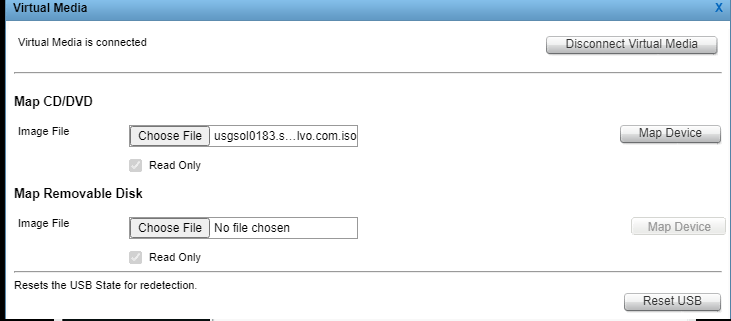 Virtual Media X
Virtual Media is connected Disconnect Virtual Media
Map CD/DVD
Image File Choose File usgsol0183.s...lvo.com.iso Map Device
Read Only
Map Removable Disk
Image File Choose File No file chosen Map Device
Read Only
Resets the USB State for redetection.
Reset USB